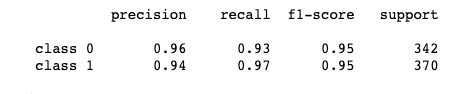 precision recall f1-score support
class 0 0.96 0.93 0.95 342
class 1 0.94 0.97 0.95 370